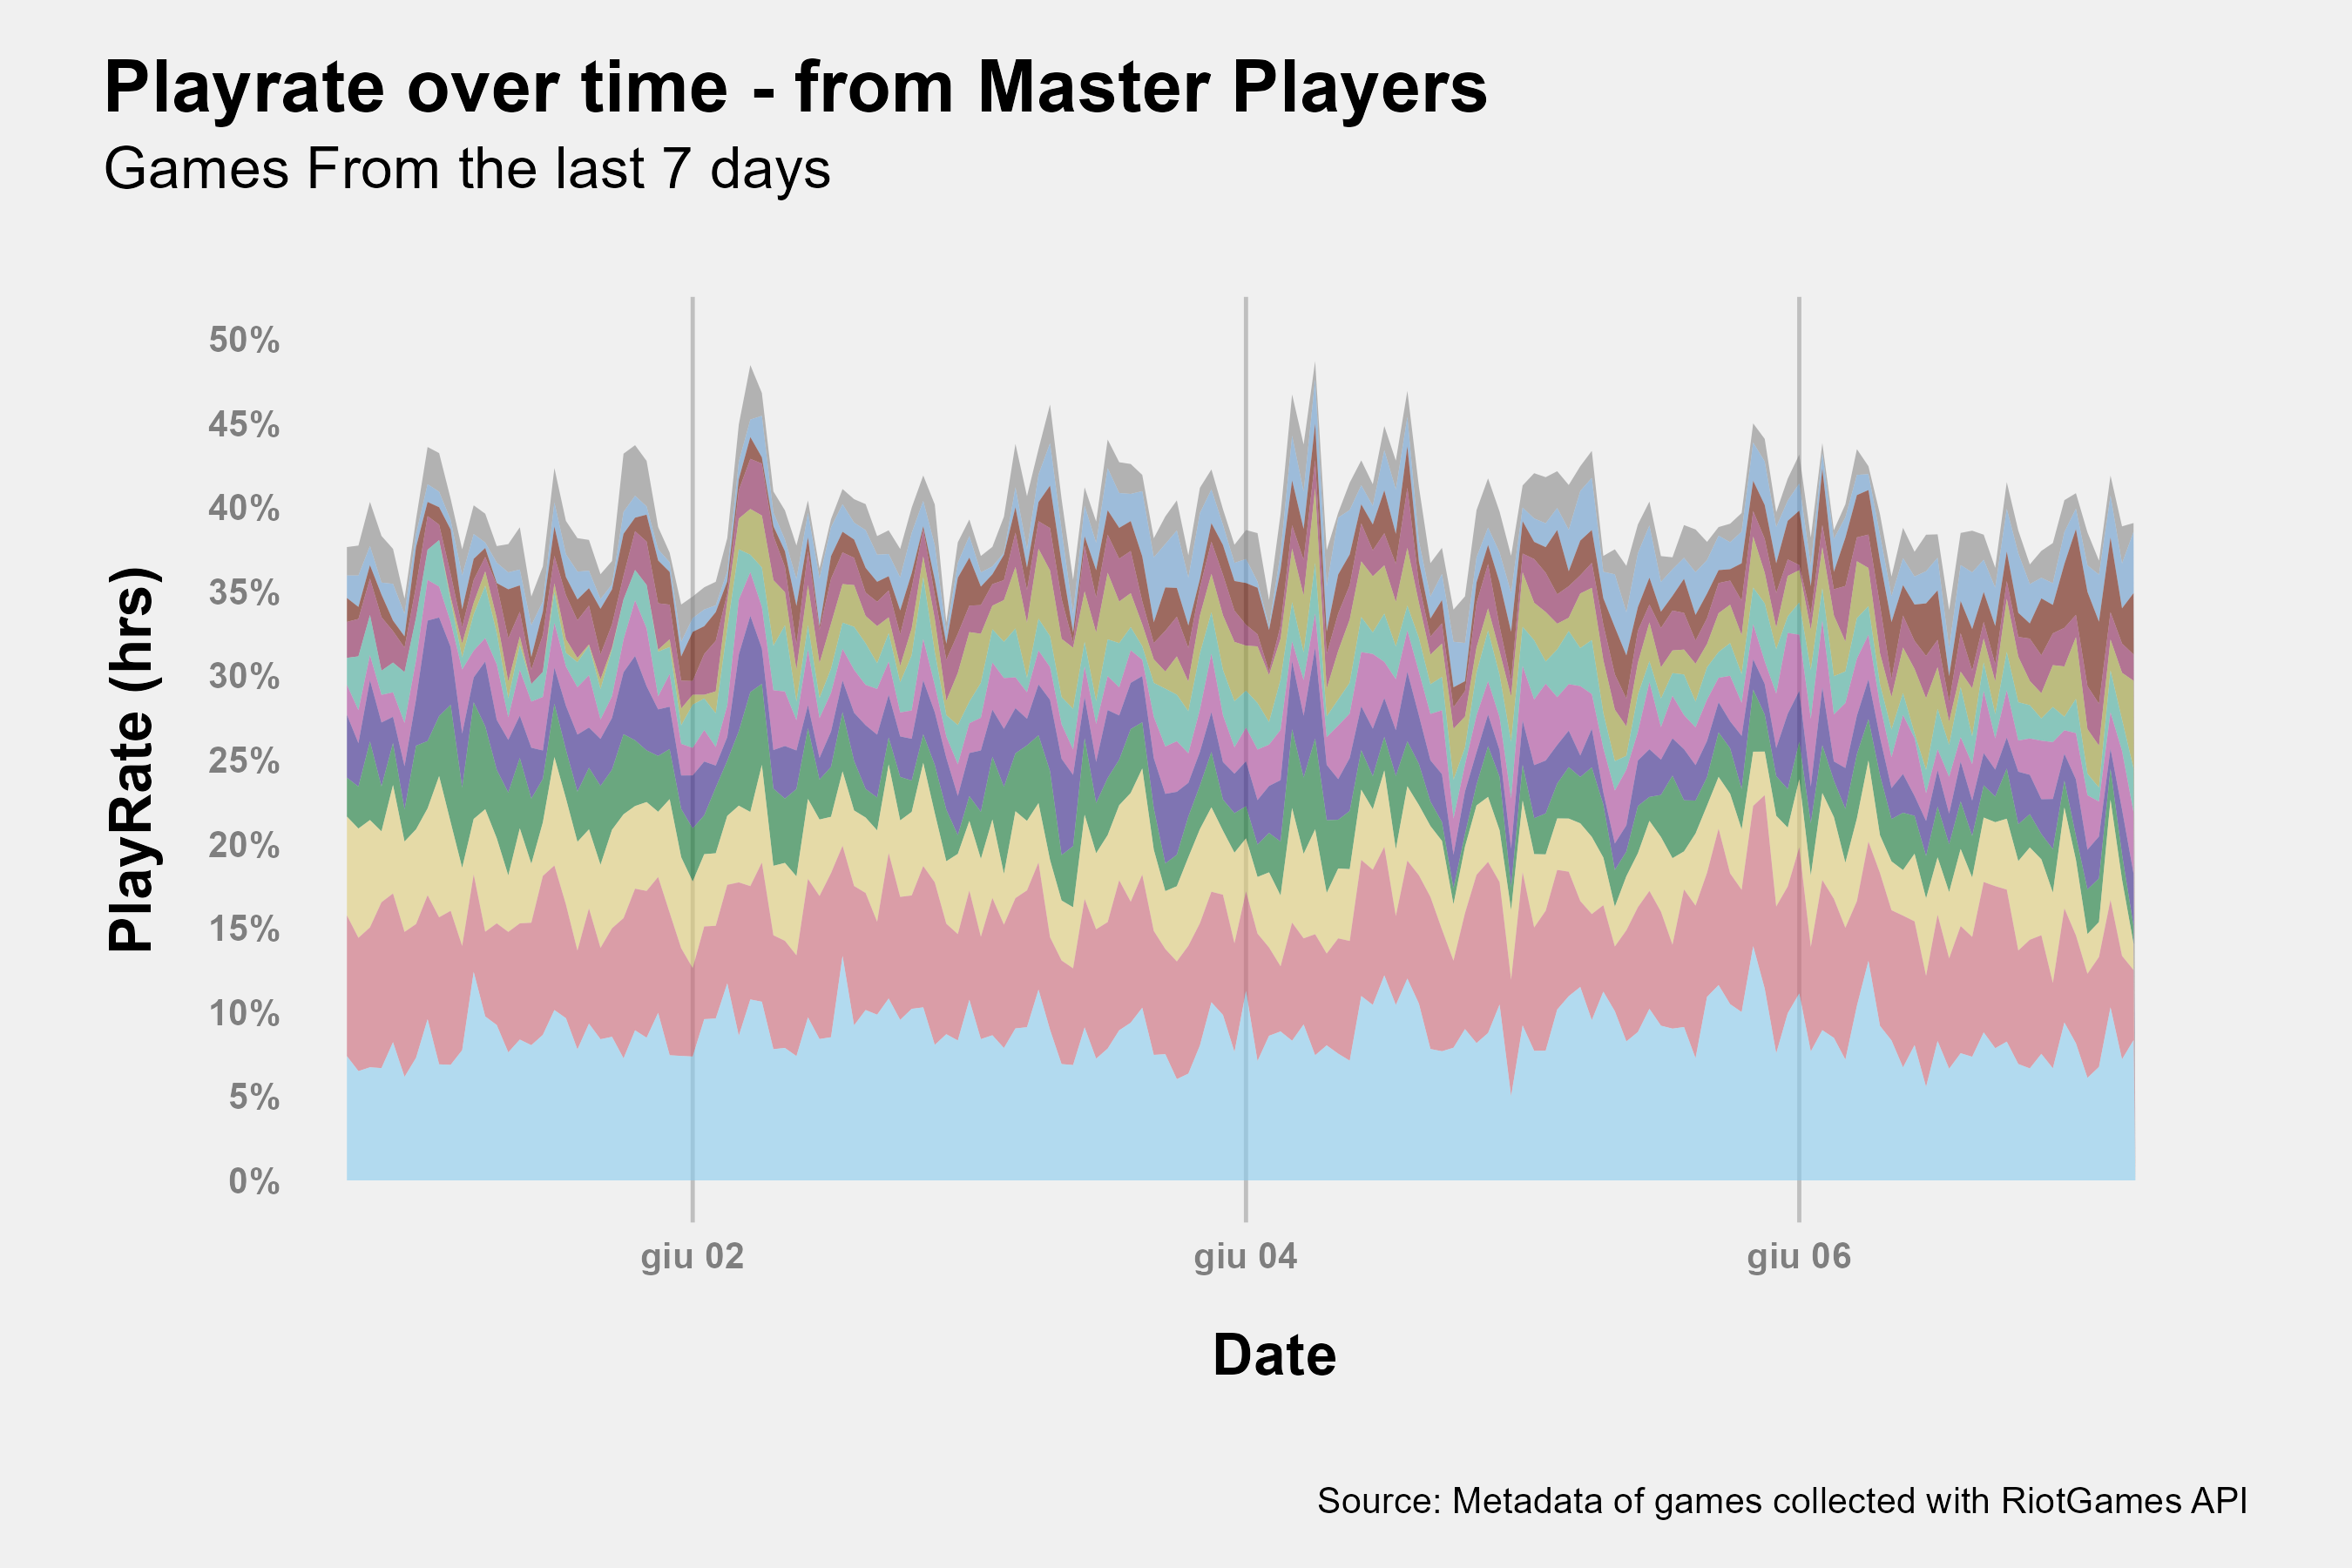 Playrate over time - from Master Players
Games From the last 7 days
PlayRate (hrs)
50%
45%
40%
35%
30%
25%
20%
15%
10%
5%
0%
giu 02
giu 04
giu 06
Date
Source: Metadata of games collected with RiotGames API